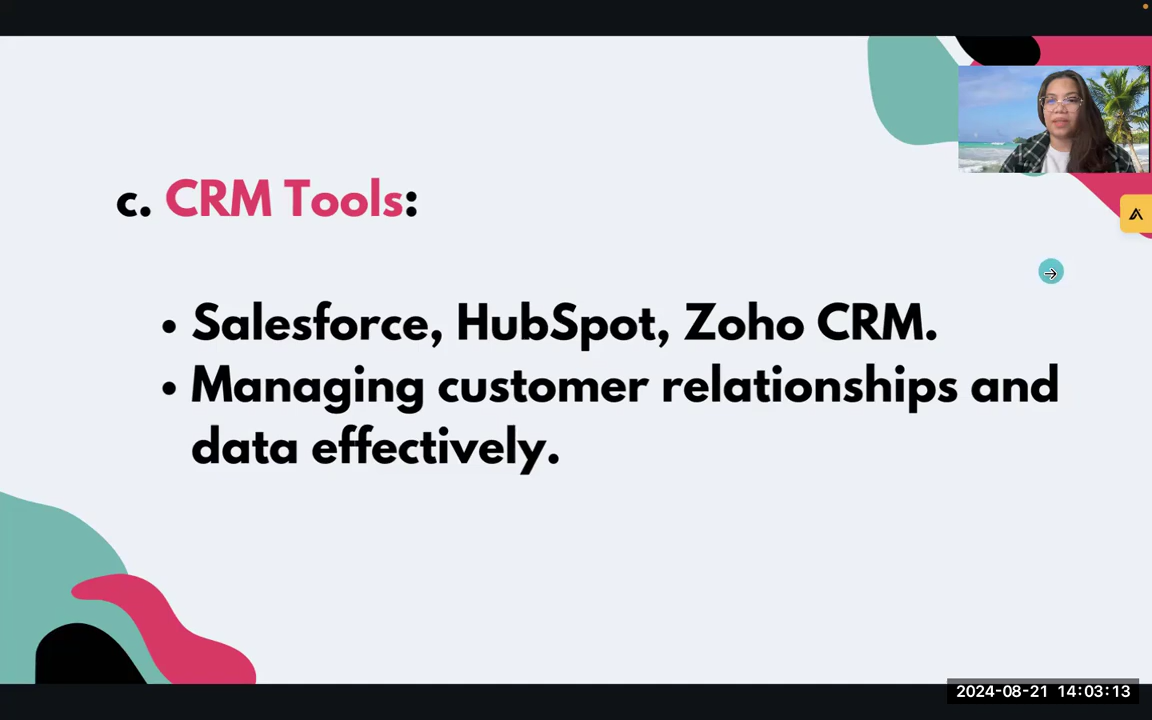 c. CRM Tools:
• Salesforce, HubSpot, Zoho CRM.
• Managing customer relationships and
data effectively.
2024-08-21 14:03:13